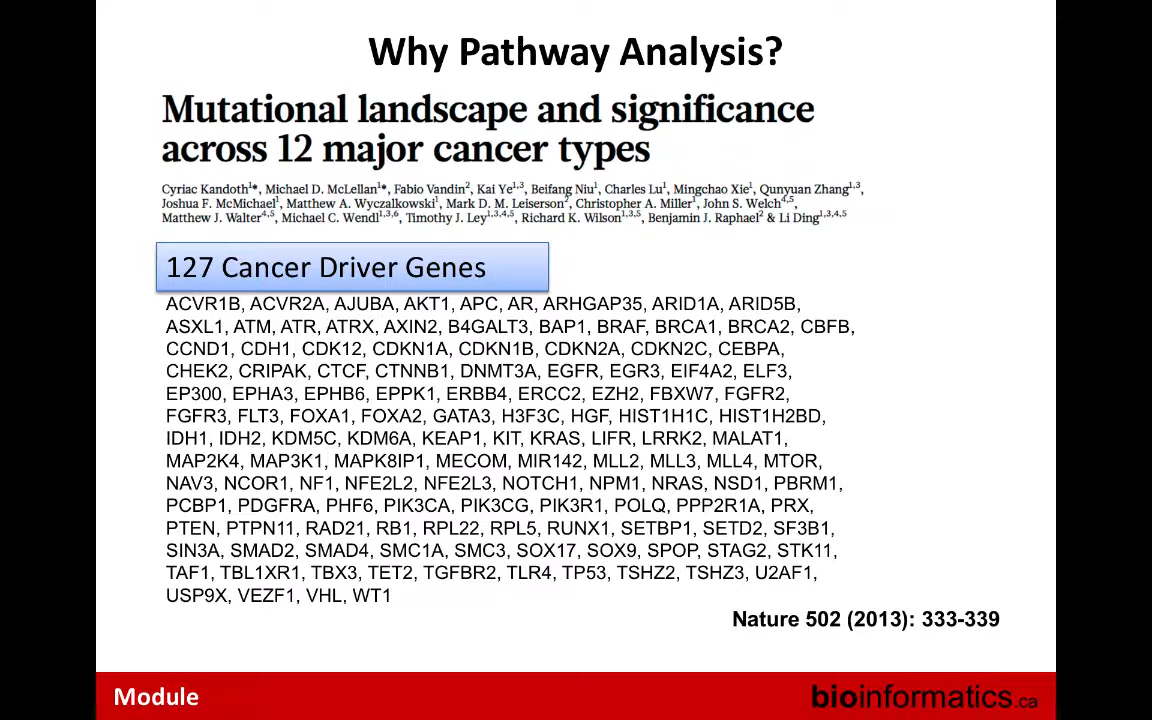 Why Pathway Analysis?
Mutational landscape and significance
across 12 major cancer types
Cyriac Kandoth¹*, Michael D. McLellan¹*, Fabio Vandin², Kai Ye¹,³, Beifang Niu¹, Charles Lu¹, Mingchao Xie¹, Qunyuan Zhang¹,³,
Joshua F. McMichael¹, Matthew A. Wyczalkowski¹, Mark D. M. Leiserson², Christopher A. Miller¹, John S. Welch⁴,⁵,
Matthew J. Walter⁴,⁵, Michael C. Wendl¹,³,⁶, Timothy J. Ley¹,³,⁴,⁵, Richard K. Wilson¹,³,⁵, Benjamin J. Raphael² & Li Ding¹,³,⁴,⁵
127 Cancer Driver Genes
ACVR1B, ACVR2A, AJUBA, AKT1, APC, AR, ARHGAP35, ARID1A, ARID5B,
ASXL1, ATM, ATR, ATRX, AXIN2, B4GALT3, BAP1, BRAF, BRCA1, BRCA2, CBFB,
CCND1, CDH1, CDK12, CDKN1A, CDKN1B, CDKN2A, CDKN2C, CEBPA,
CHEK2, CRIPAK, CTCF, CTNNB1, DNMT3A, EGFR, EGR3, EIF4A2, ELF3,
EP300, EPHA3, EPHB6, EPPK1, ERBB4, ERCC2, EZH2, FBXW7, FGFR2,
FGFR3, FLT3, FOXA1, FOXA2, GATA3, H3F3C, HGF, HIST1H1C, HIST1H2BD,
IDH1, IDH2, KDM5C, KDM6A, KEAP1, KIT, KRAS, LIFR, LRRK2, MALAT1,
MAP2K4, MAP3K1, MAPK8IP1, MECOM, MIR142, MLL2, MLL3, MLL4, MTOR,
NAV3, NCOR1, NF1, NFE2L2, NFE2L3, NOTCH1, NPM1, NRAS, NSD1, PBRM1,
PCBP1, PDGFRA, PHF6, PIK3CA, PIK3CG, PIK3R1, POLQ, PPP2R1A, PRX,
PTEN, PTPN11, RAD21, RB1, RPL22, RPL5, RUNX1, SETBP1, SETD2, SF3B1,
SIN3A, SMAD2, SMAD4, SMC1A, SMC3, SOX17, SOX9, SPOP, STAG2, STK11,
TAF1, TBL1XR1, TBX3, TET2, TGFBR2, TLR4, TP53, TSHZ2, TSHZ3, U2AF1,
USP9X, VEZF1, VHL, WT1
Nature 502 (2013): 333-339
Module
bioinformatics.ca